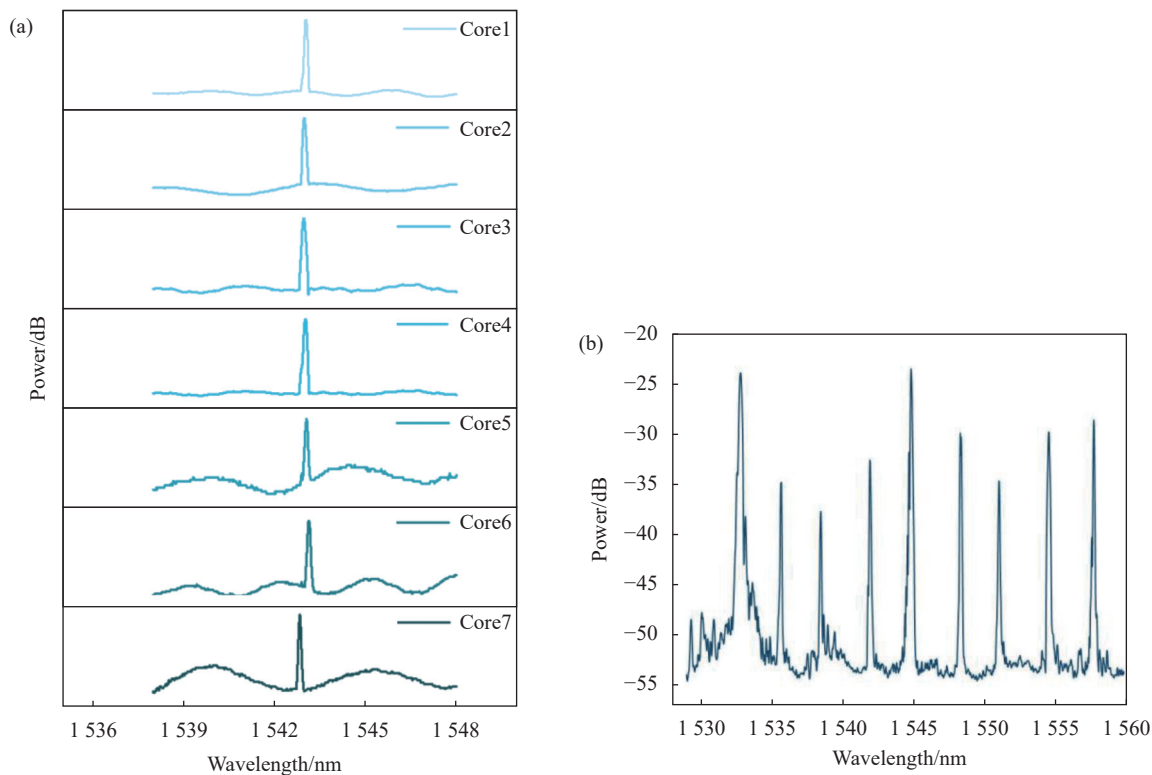 (a)
Core1
Core2
Core3
Core4
Core5
Core6
Core7
Power/dB
1 536 1 539 1 542 1 545 1 548
Wavelength/nm
(b)
−20
−25
−30
−35
−40
−45
−50
−55
Power/dB
1 530 1 535 1 540 1 545 1 550 1 555 1 560
Wavelength/nm